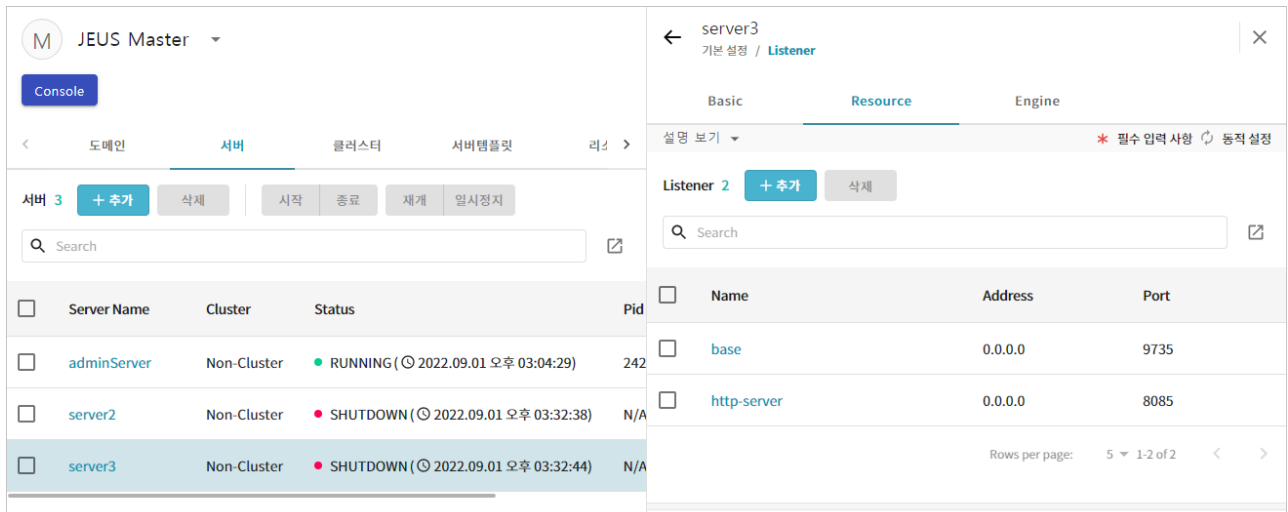 M JEUS Master
Console
도메인 서버 클러스터 서버템플릿
서버 3 + 추가 삭제 시작 종료 재개 일시정지
Search
Server Name Cluster Status Pid
adminServer Non-Cluster RUNNING ( 2022.09.01 오후 03:04:29) 242
server2 Non-Cluster SHUTDOWN ( 2022.09.01 오후 03:32:38) N/A
server3 Non-Cluster SHUTDOWN ( 2022.09.01 오후 03:32:44) N/A
server3
기본 설정 / Listener
Basic Resource Engine
설명 보기 * 필수 입력 사항 동적 설정
Listener 2 + 추가 삭제
Search
Name Address Port
base 0.0.0.0 9735
http-server 0.0.0.0 8085
Rows per page: 5 1-2 of 2